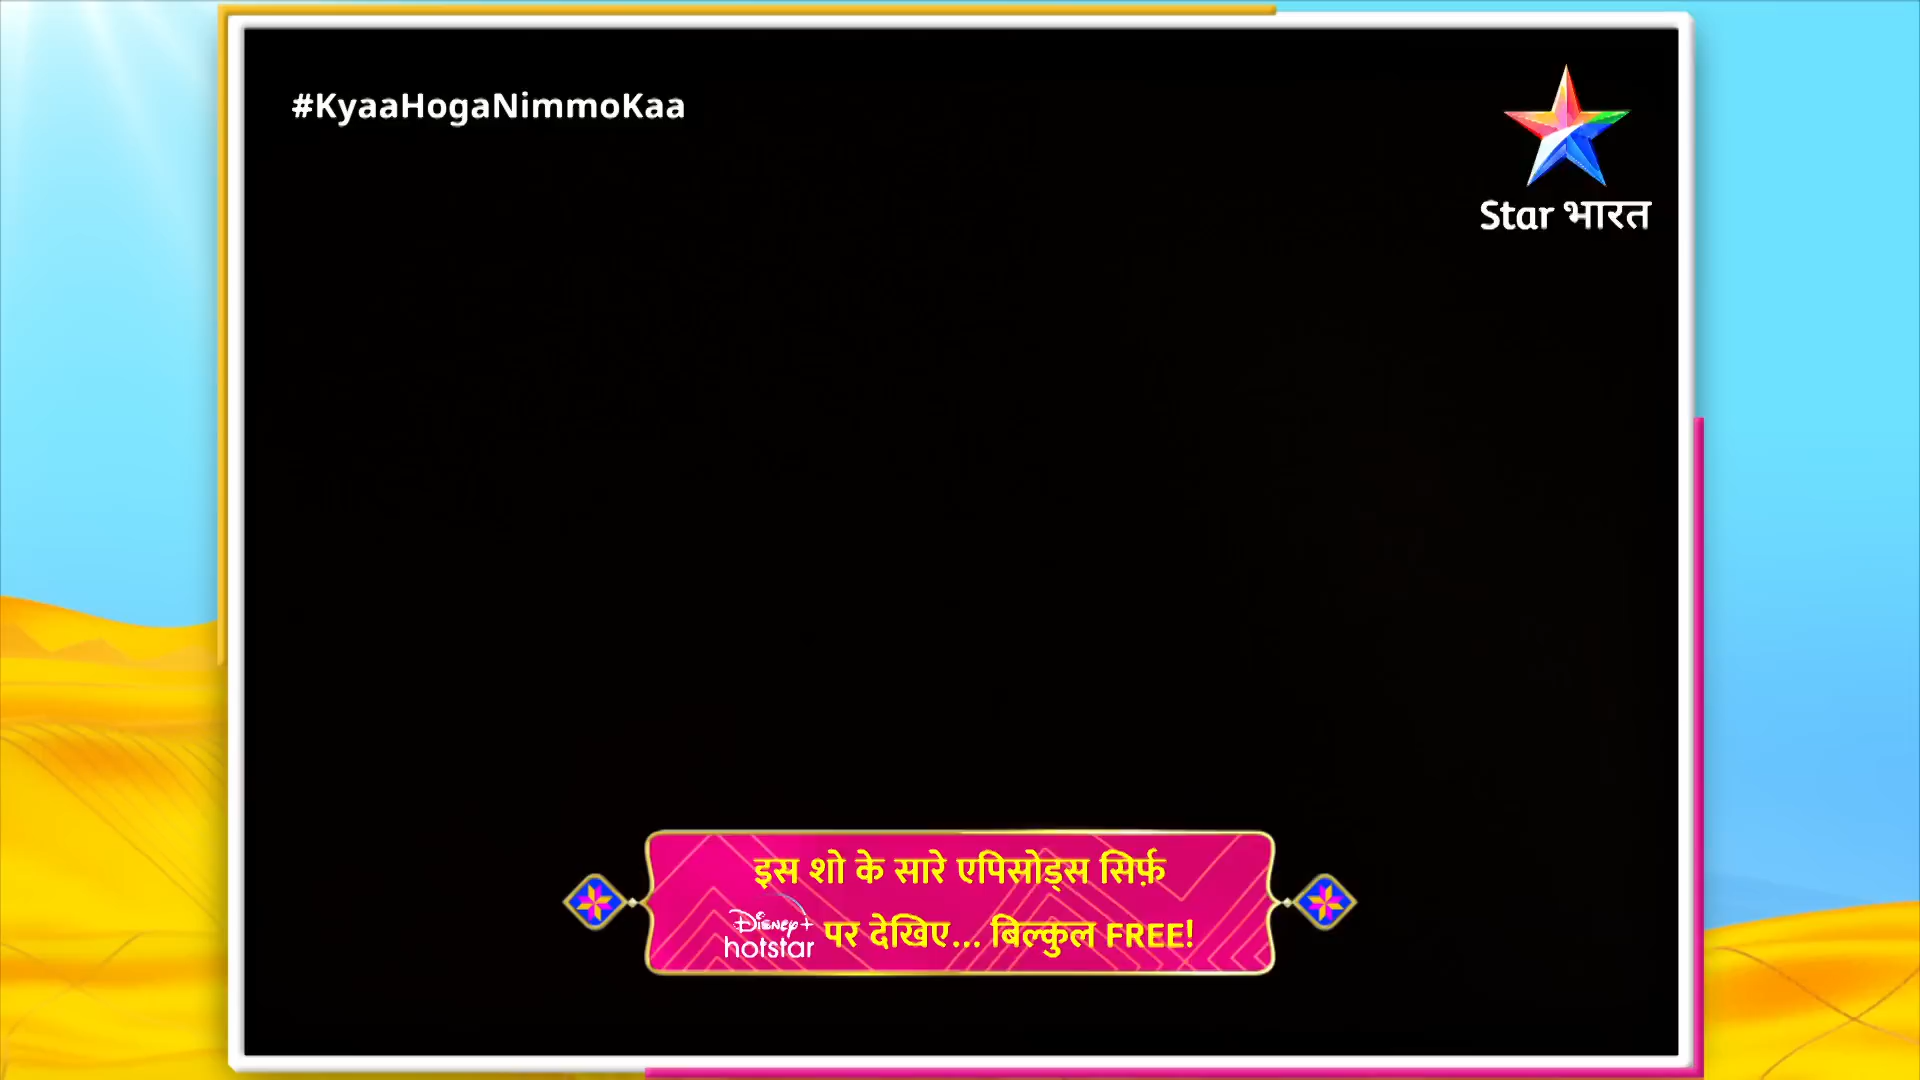 #KyaaHogaNimmoKaa
Star भारत
इस शो के सारे एपिसोड्स सिर्फ़
Disney+ hotstar पर देखिए... बिल्कुल FREE!